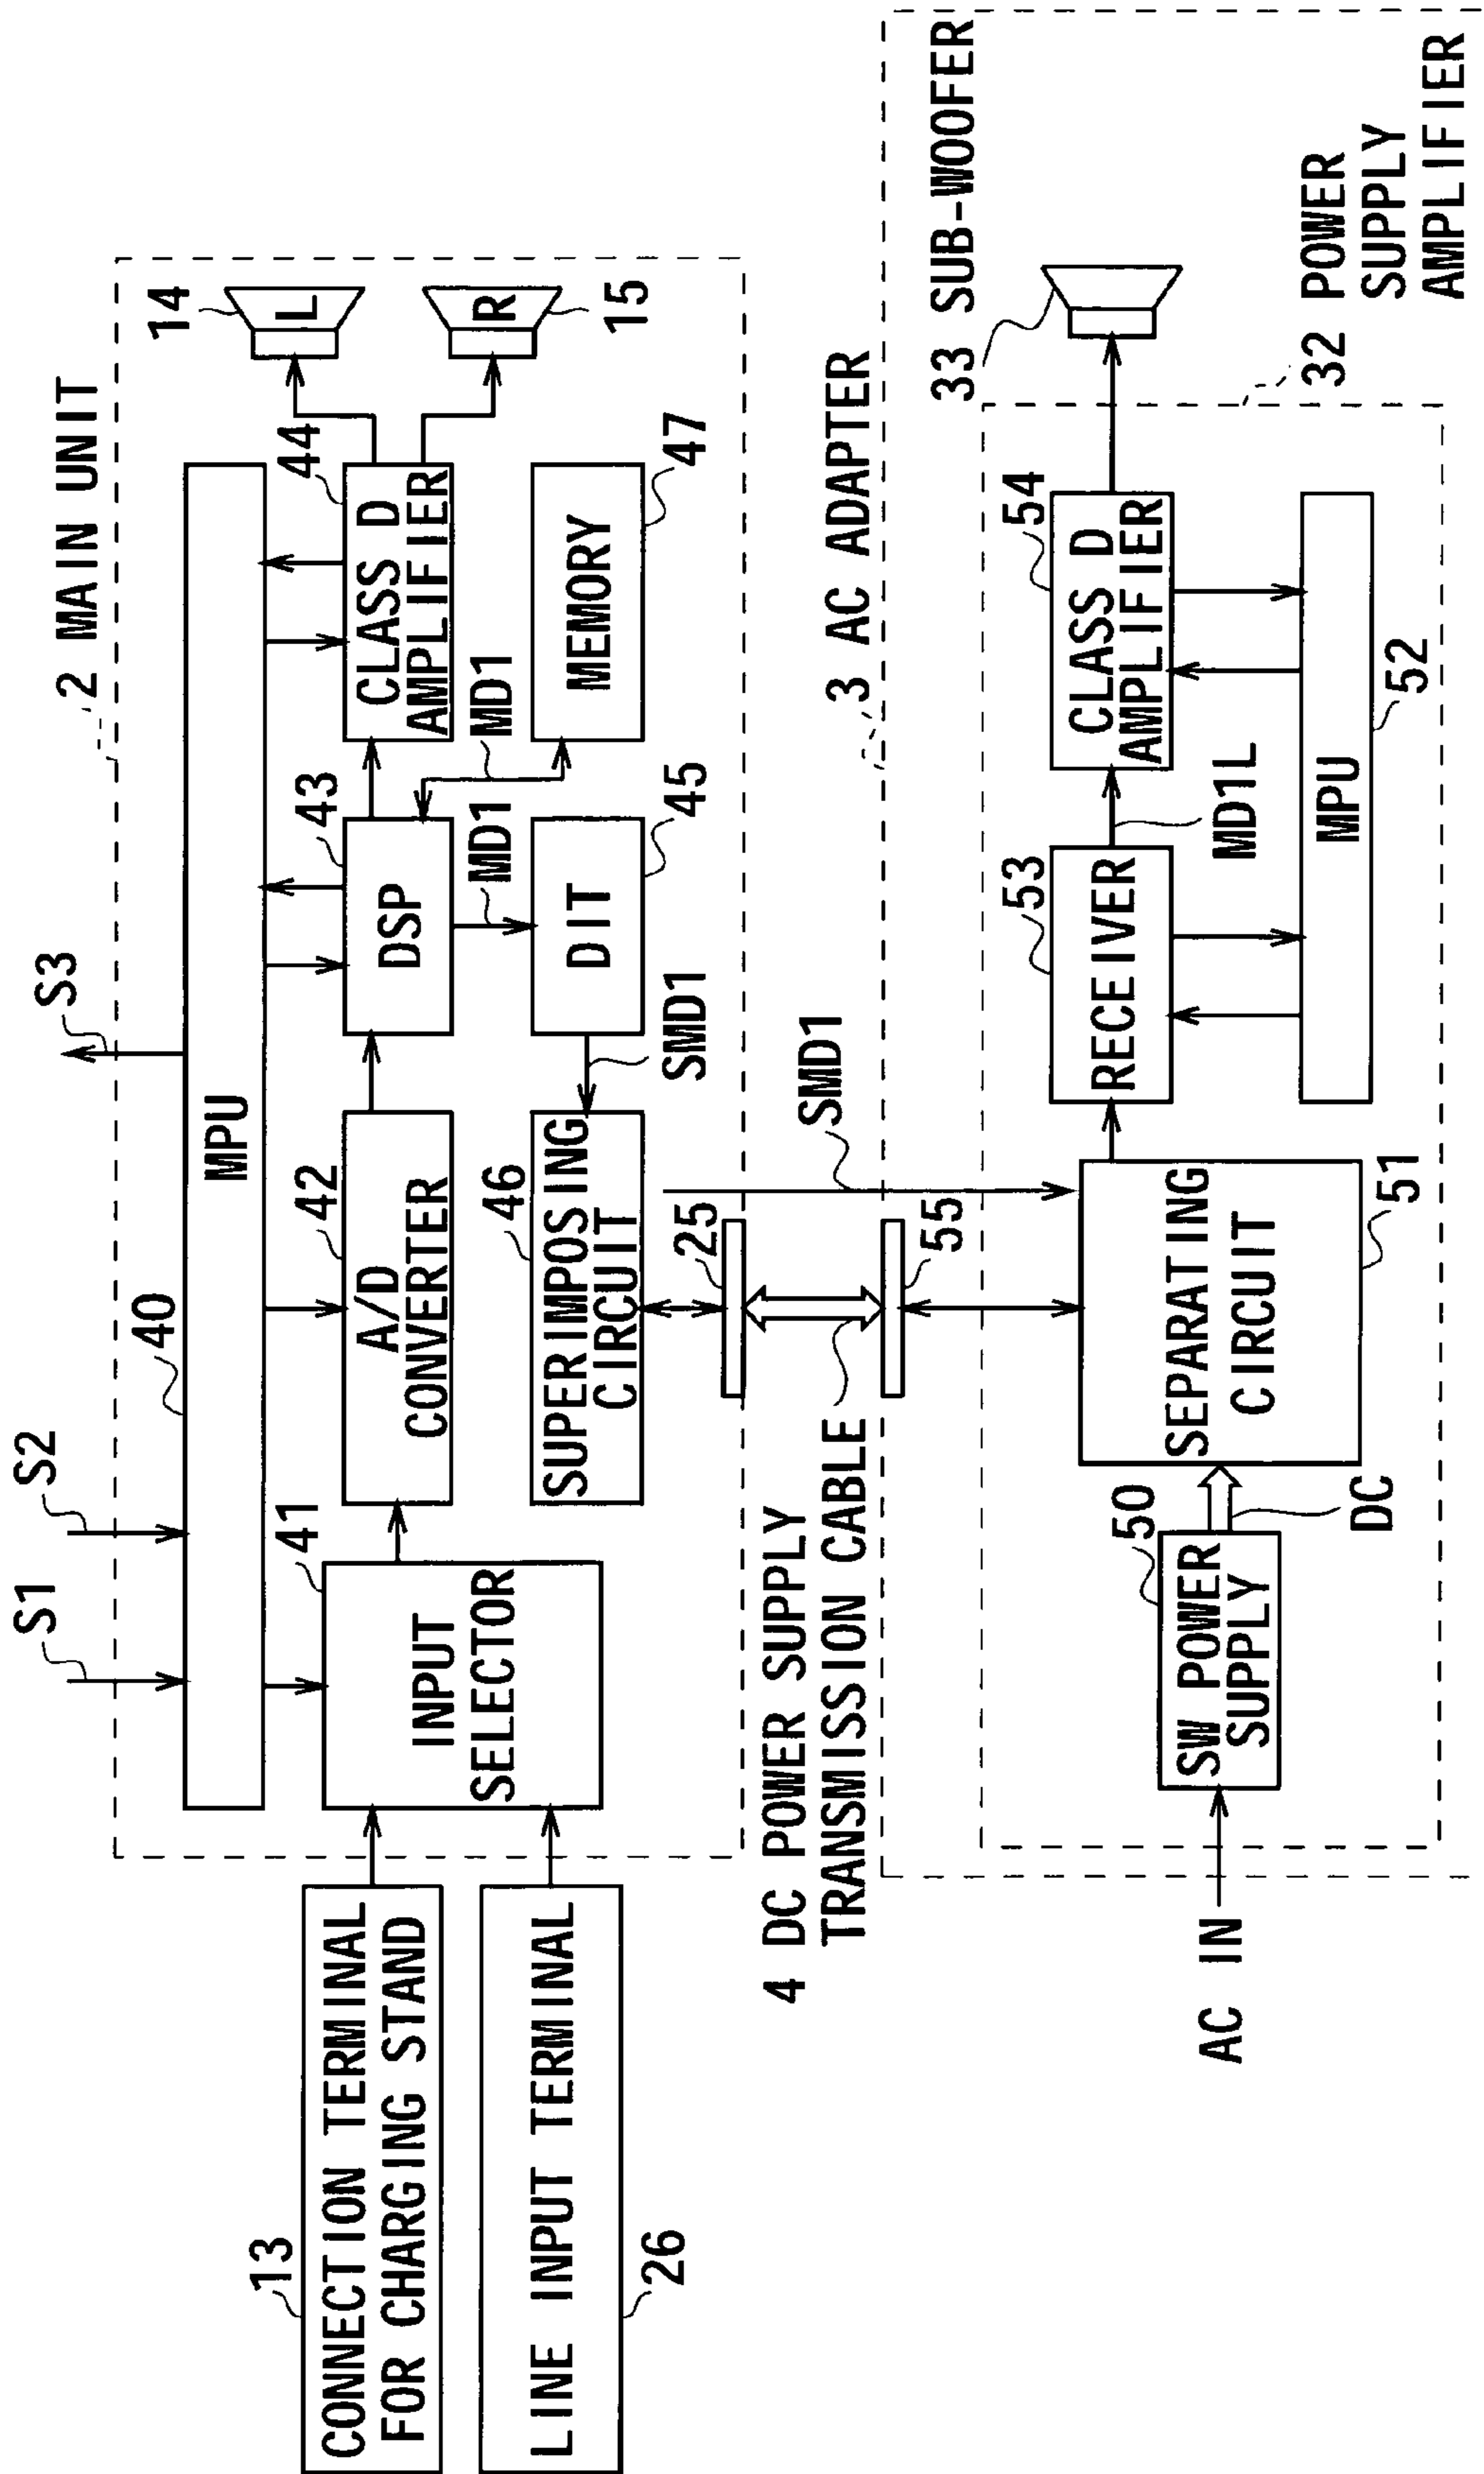 S1
S2
S3
2 MAIN UNIT
40
MPU
13
CONNECTION TERMINAL
FOR CHARGING STAND
LINE INPUT TERMINAL
26
41
INPUT
SELECTOR
42
A/D
CONVERTER
43
DSP
44
CLASS D
AMPLIFIER
14
L
R
15
MD1
MD1
46
SUPERIMPOSING
CIRCUIT
SMD1
DIT
45
MEMORY
47
25
4 DC POWER SUPPLY
TRANSMISSION CABLE
55
SMD1
3 AC ADAPTER
33 SUB-WOOFER
AC IN
50
SW POWER
SUPPLY
DC
SEPARATING
CIRCUIT
51
53
RECEIVER
MD1L
54
CLASS D
AMPLIFIER
MPU
52
32 POWER
SUPPLY
AMPLIFIER